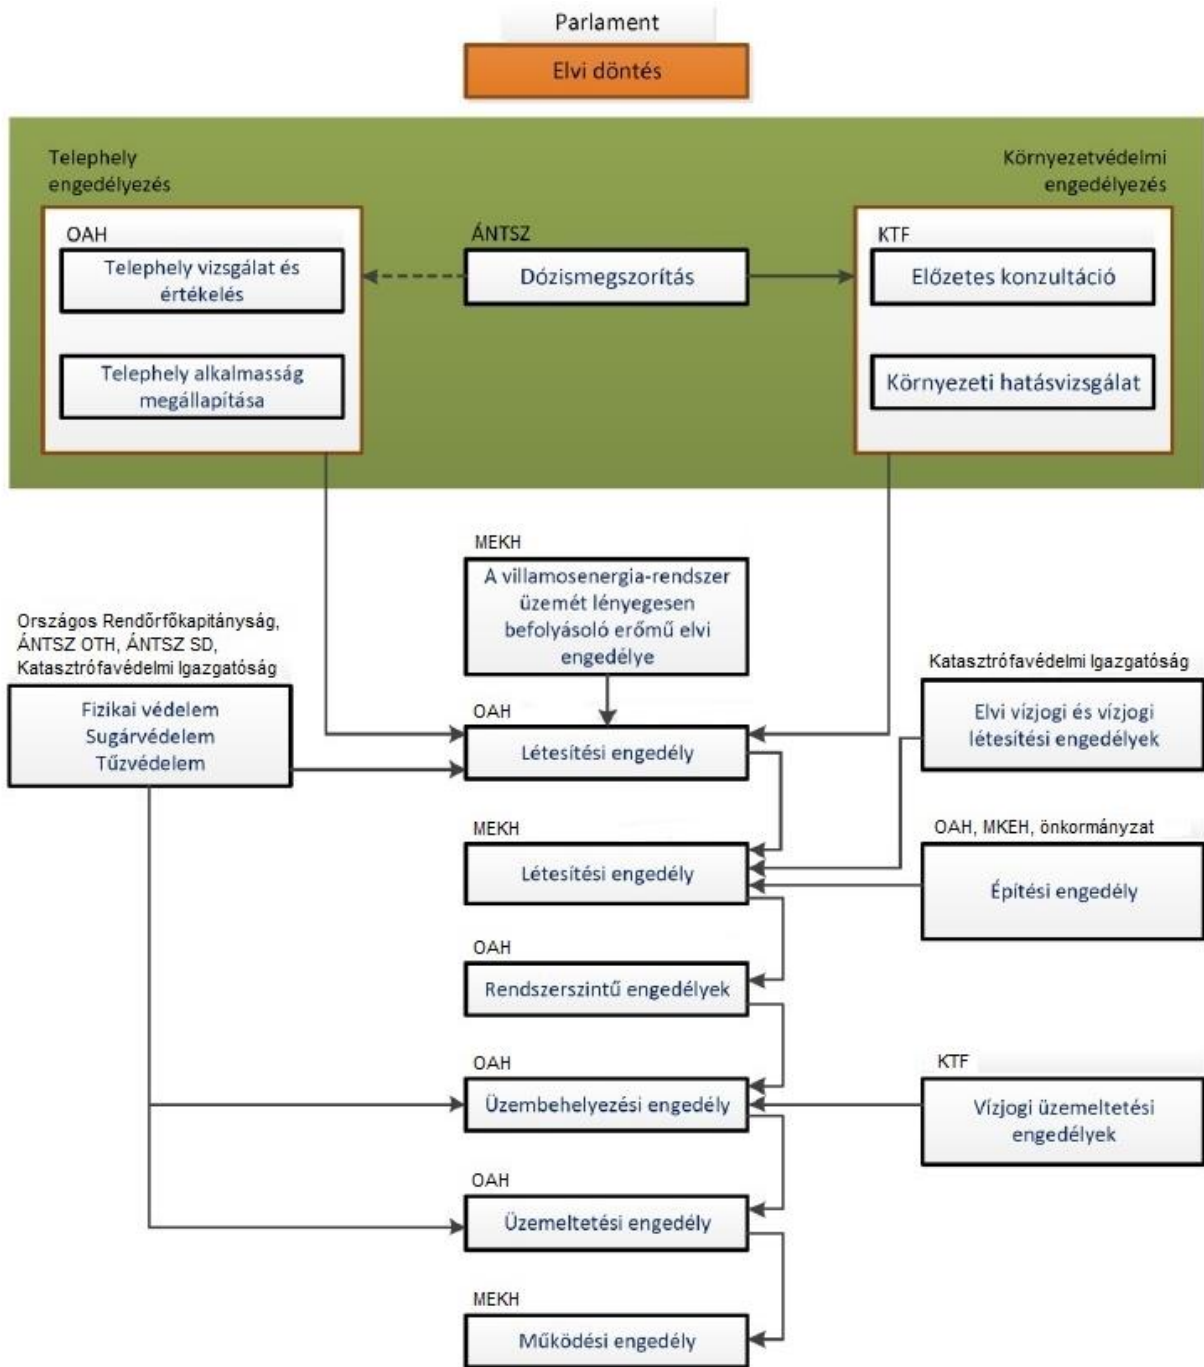 Parlament
Elvi döntés
Telephely
engedélyezés
Környezetvédelmi
engedélyezés
OAH
Telephely vizsgálat és
értékelés
Telephely alkalmasság
megállapítása
ÁNTSZ
Dózismegszorítás
KTF
Előzetes konzultáció
Környezeti hatásvizsgálat
MEKH
A villamosenergia-rendszer
üzemét lényegesen
befolyásoló erőmű elvi
engedélye
Országos Rendőrfőkapitányság,
ÁNTSZ OTH, ÁNTSZ SD,
Katasztrófavédelmi Igazgatóság
Fizikai védelem
Sugárvédelem
Tűzvédelem
OAH
Létesítési engedély
Katasztrófavédelmi Igazgatóság
Elvi vízjogi és vízjogi
létesítési engedélyek
MEKH
Létesítési engedély
OAH, MKEH, önkormányzat
Építési engedély
OAH
Rendszerszintű engedélyek
OAH
Üzembehelyezési engedély
KTF
Vízjogi üzemeltetési
engedélyek
OAH
Üzemeltetési engedély
MEKH
Működési engedély